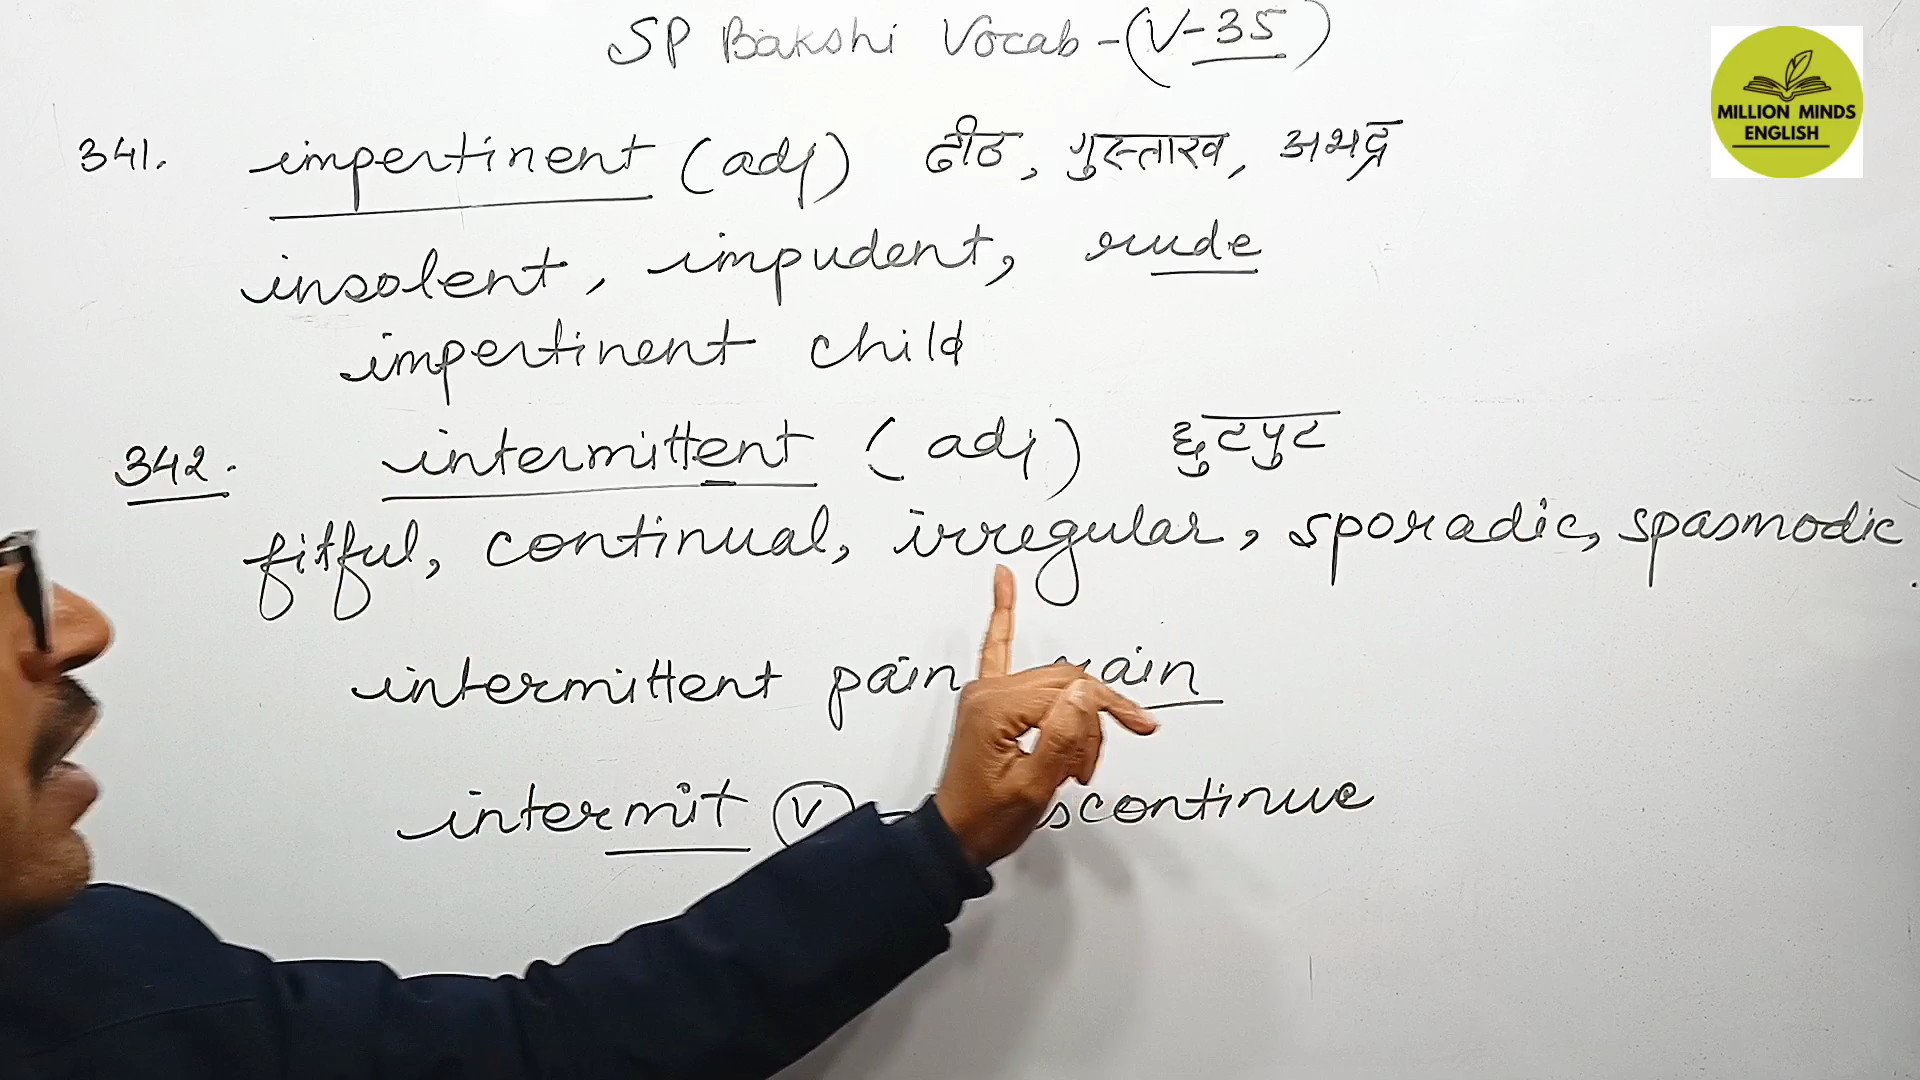 SP Bakshi Vocab - (V-35)
MILLION MINDS
ENGLISH
341. impertinent (adj) ढीठ, गुस्ताख, अभद्र
insolent, impudent, rude
impertinent child
342. intermittent (adj) छुटपुट
fitful, continual, irregular, sporadic, spasmodic
intermittent pain
intermit (V)